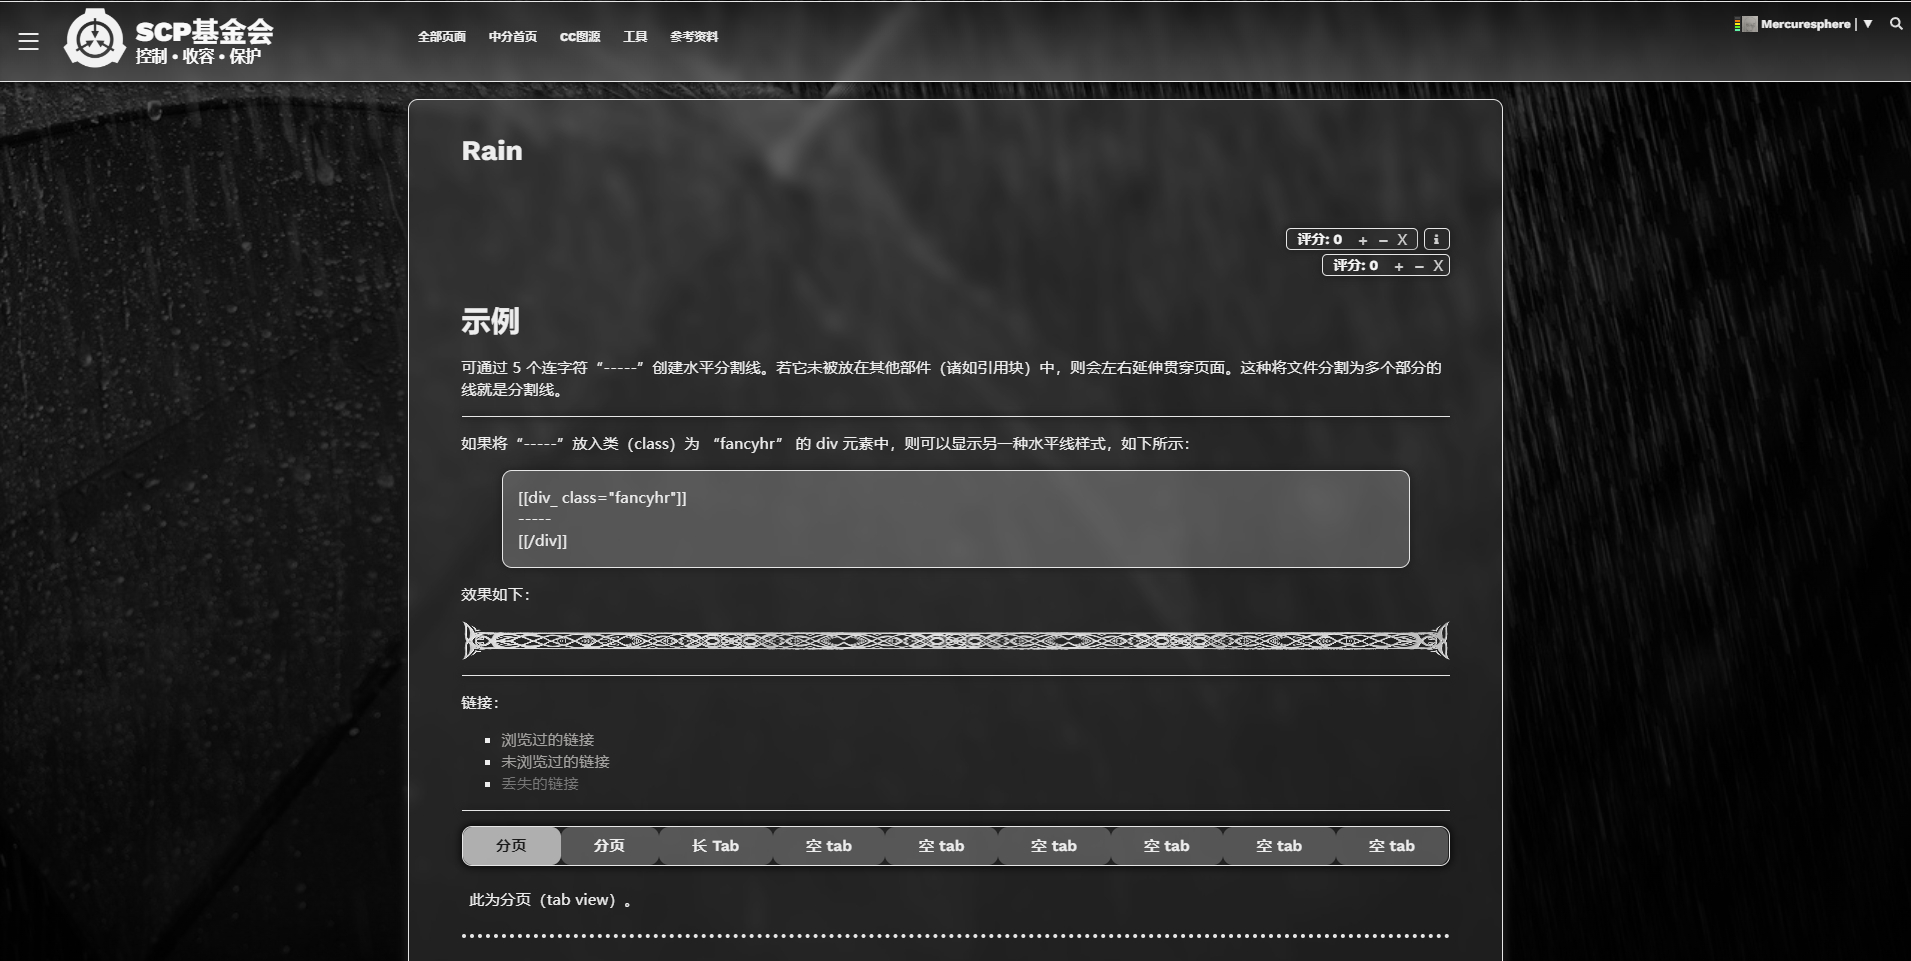 SCP基金会
控制 • 收容 • 保护
全部页面 中分首页 CC图源 工具 参考资料
Mercuresphere | ▼
Rain
评分: 0 + − X i
评分: 0 + − X
示例
可通过 5 个连字符“-----”创建水平分割线。若它未被放在其他部件（诸如引用块）中，则会左右延伸贯穿页面。这种将文件分割为多个部分的
线就是分割线。
如果将“-----”放入类（class）为 “fancyhr” 的 div 元素中，则可以显示另一种水平线样式，如下所示：
[[div_ class="fancyhr"]]
-----
[[/div]]
效果如下：
链接：
浏览过的链接
未浏览过的链接
丢失的链接
分页 分页 长 Tab 空 tab 空 tab 空 tab 空 tab 空 tab 空 tab
此为分页（tab view）。